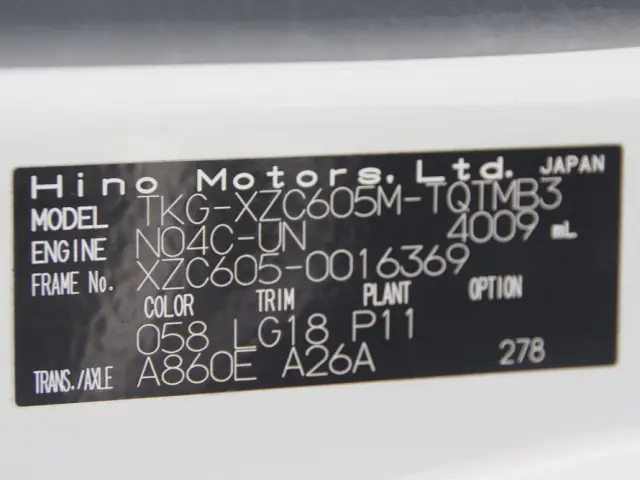 Hino Motors, Ltd. JAPAN
MODEL TKG-XZC605M-TQTMB3
ENGINE N04C-UN 4009 mL
FRAME No. XZC605-0016369
COLOR TRIM PLANT OPTION
058 LG18 P11
TRANS./AXLE A860E A26A 278